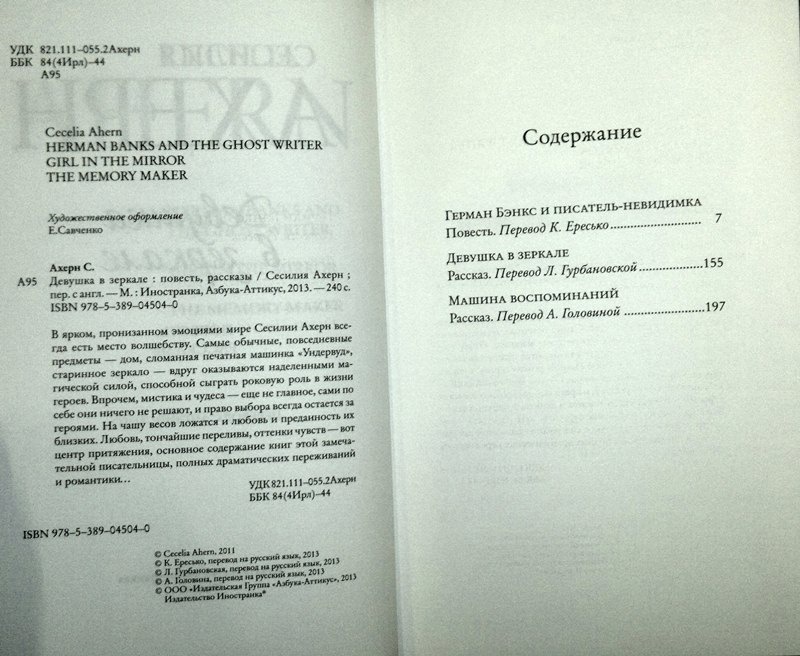 УДК 821.111–055.2Ахерн
ББК 84(4Ирл)–44
А95
Cecelia Ahern
HERMAN BANKS AND THE GHOST WRITER
GIRL IN THE MIRROR
THE MEMORY MAKER
Художественное оформление
Е.Савченко
Ахерн С.
А95 Девушка в зеркале : повесть, рассказы / Сесилия Ахерн ;
пер. с англ. — М. : Иностранка, Азбука-Аттикус, 2013. — 240 с.
ISBN 978–5–389–04504–0
В ярком, пронизанном эмоциями мире Сесилии Ахерн все-
гда есть место волшебству. Самые обычные, повседневные
предметы — дом, сломанная печатная машинка «Ундервуд»,
старинное зеркало — вдруг оказываются наделенными ма-
гической силой, способной сыграть роковую роль в жизни
героев. Впрочем, мистика и чудеса — еще не главное, сами по
себе они ничего не решают, и право выбора всегда остается за
героями. На чашу весов ложатся и любовь и преданность их
близких. Любовь, тончайшие переливы, оттенки чувств — вот
центр притяжения, основное содержание книг этой замеча-
тельной писательницы, полных драматических переживаний
и романтики...
УДК 821.111–055.2Ахерн
ББК 84(4Ирл)–44
ISBN 978–5–389–04504–0
© Cecelia Ahern, 2011
© К. Ересько, перевод на русский язык, 2013
© Л. Гурбановская, перевод на русский язык, 2013
© А. Головина, перевод на русский язык, 2013
© ООО «Издательская Группа «Азбука-Аттикус», 2013
Издательство Иностранка®
Содержание
Герман Бэнкс и писатель-невидимка
Повесть. Перевод К. Ересько ........................ 7
Девушка в зеркале
Рассказ. Перевод Л. Гурбановской ................155
Машина воспоминаний
Рассказ. Перевод А. Головиной ....................197